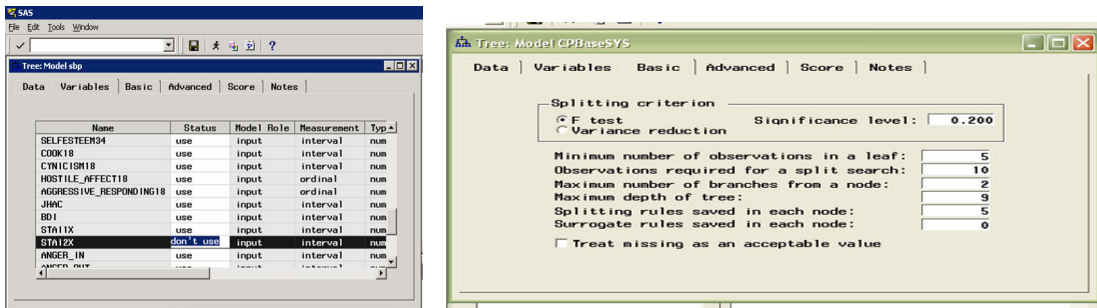 SAS
File Edit Tools Window
Tree: Model sbp
Data Variables Basic Advanced Score Notes
Name Status Model Role Measurement Typ
SELFESTEEM34 use input interval num
COOK18 use input interval num
CYNICISM18 use input interval num
HOSTILE_AFFECT18 use input ordinal num
AGGRESSIVE_RESPONDING18 use input ordinal num
JHAC use input interval num
BDI use input interval num
STAI1X use input interval num
STAI2X don't use input interval num
ANGER_IN use input interval num
Tree: Model CPBaseSYS
Data Variables Basic Advanced Score Notes
Splitting criterion
F test Significance level: 0.200
Variance reduction
Minimum number of observations in a leaf: 5
Observations required for a split search: 10
Maximum number of branches from a node: 2
Maximum depth of tree: 9
Splitting rules saved in each node: 5
Surrogate rules saved in each node: 0
Treat missing as an acceptable value